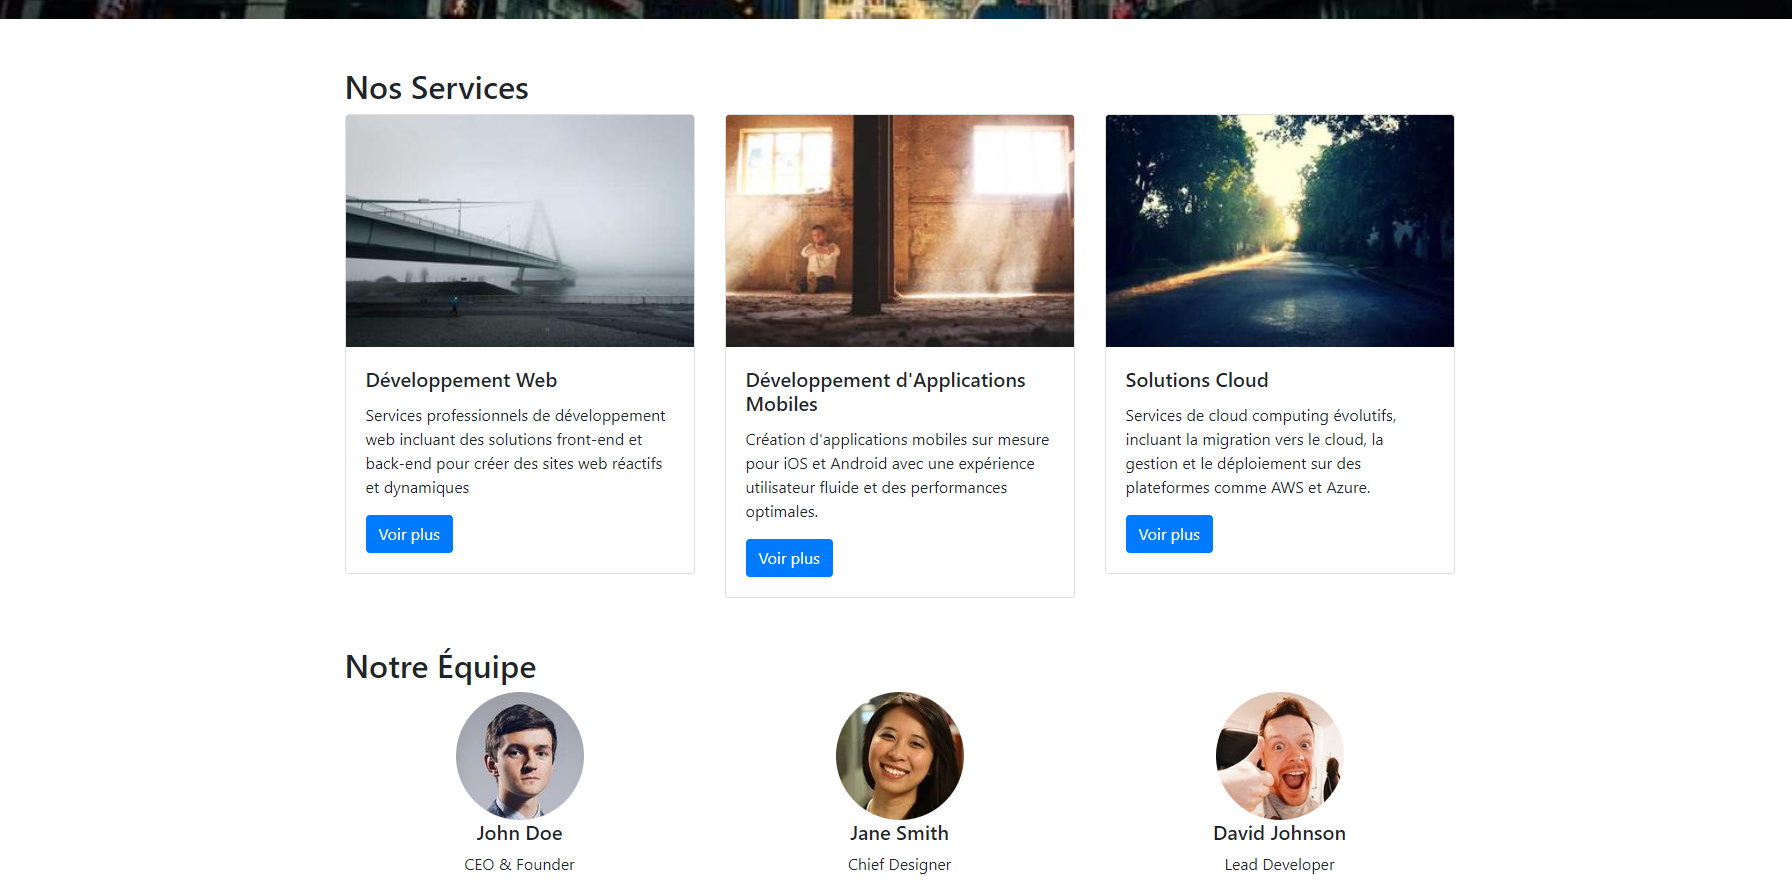 Nos Services
Développement Web
Services professionnels de développement
web incluant des solutions front-end et
back-end pour créer des sites web réactifs
et dynamiques
Voir plus
Développement d'Applications
Mobiles
Création d'applications mobiles sur mesure
pour iOS et Android avec une expérience
utilisateur fluide et des performances
optimales.
Voir plus
Solutions Cloud
Services de cloud computing évolutifs,
incluant la migration vers le cloud, la
gestion et le déploiement sur des
plateformes comme AWS et Azure.
Voir plus
Notre Équipe
John Doe
CEO & Founder
Jane Smith
Chief Designer
David Johnson
Lead Developer